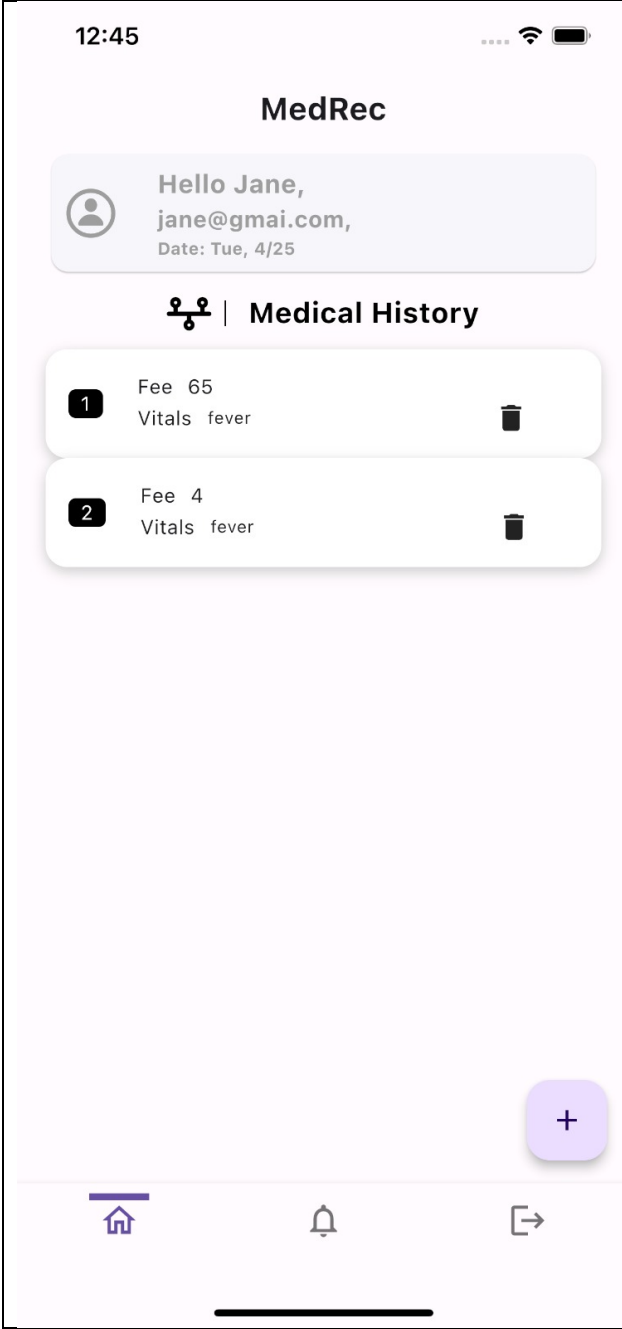 12:45
MedRec
Hello Jane,
jane@gmai.com,
Date: Tue, 4/25
Medical History
1
Fee 65
Vitals fever
2
Fee 4
Vitals fever